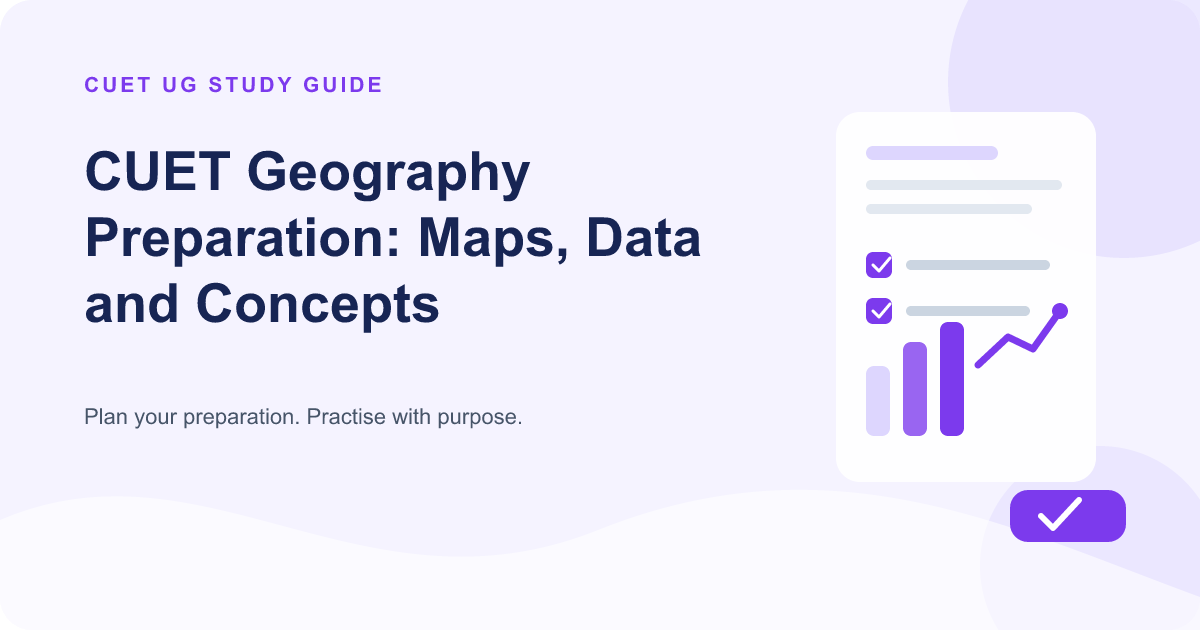 CUET UG STUDY GUIDE
CUET Geography
Preparation: Maps, Data
and Concepts
Plan your preparation. Practise with purpose.